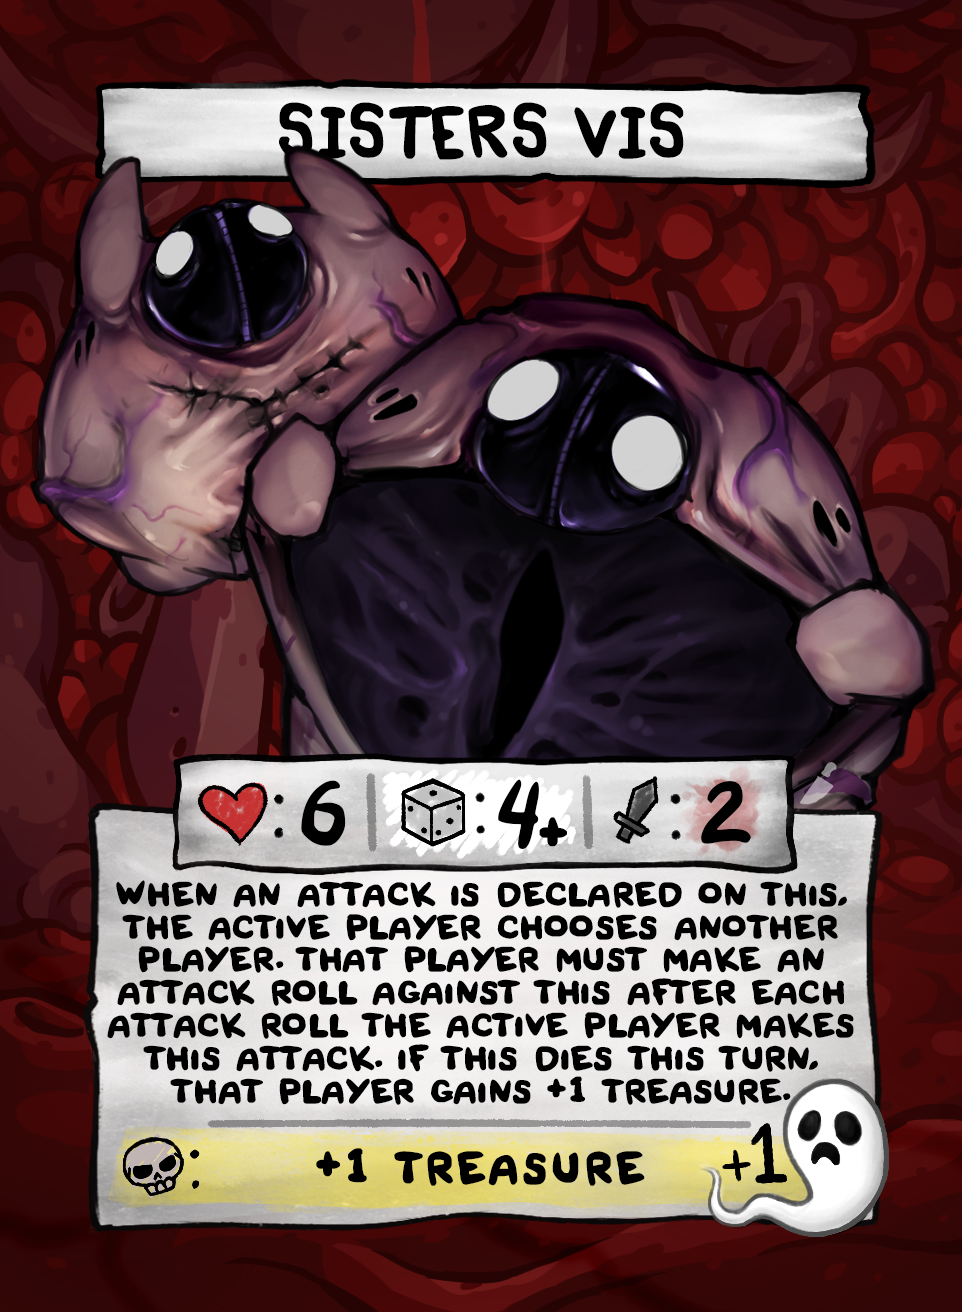 SISTERS VIS
: 6 : 4+ : 2
WHEN AN ATTACK IS DECLARED ON THIS,
THE ACTIVE PLAYER CHOOSES ANOTHER
PLAYER. THAT PLAYER MUST MAKE AN
ATTACK ROLL AGAINST THIS AFTER EACH
ATTACK ROLL THE ACTIVE PLAYER MAKES
THIS ATTACK. IF THIS DIES THIS TURN,
THAT PLAYER GAINS +1 TREASURE.
: +1 TREASURE +1